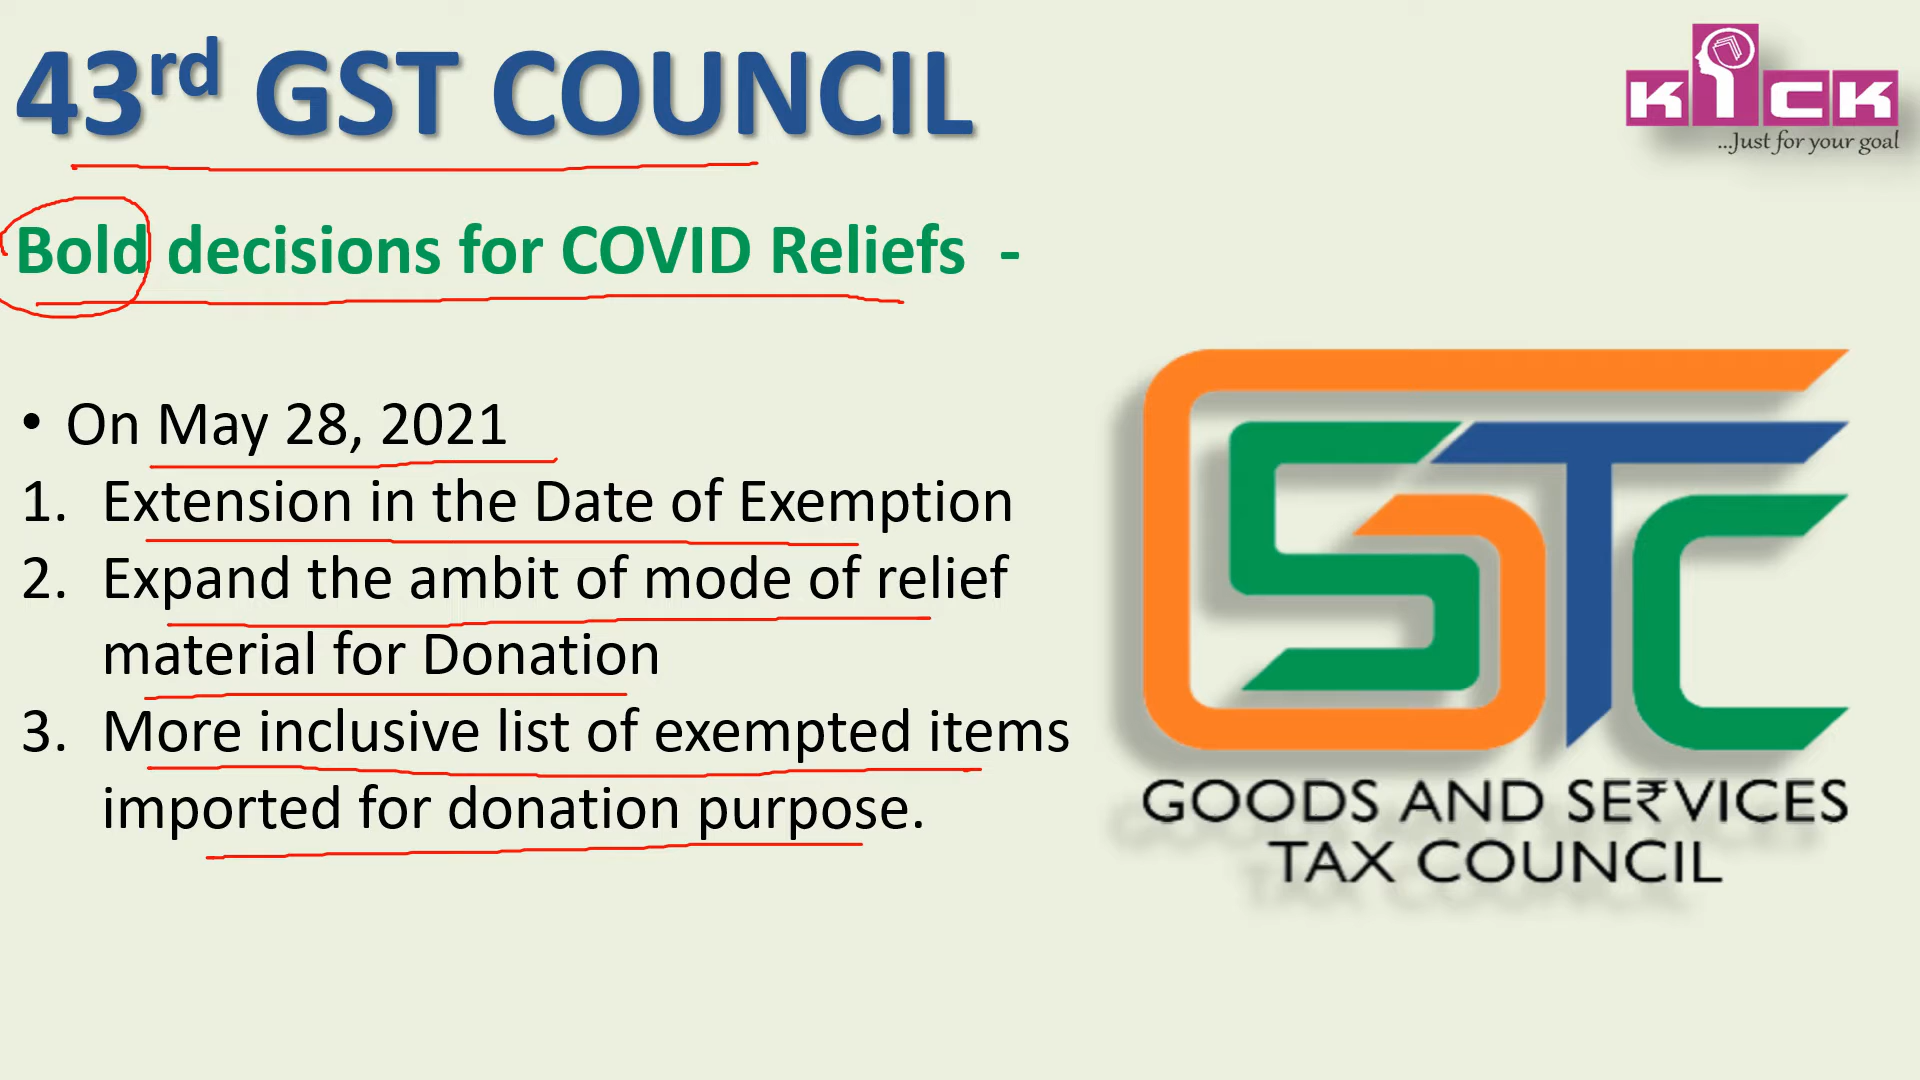 43rd GST COUNCIL
KICK
...Just for your goal
Bold decisions for COVID Reliefs -
• On May 28, 2021
1. Extension in the Date of Exemption
2. Expand the ambit of mode of relief
material for Donation
3. More inclusive list of exempted items
imported for donation purpose.
GSTC
GOODS AND SE₹VICES
TAX COUNCIL